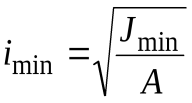 i_min = √(J_min / A)